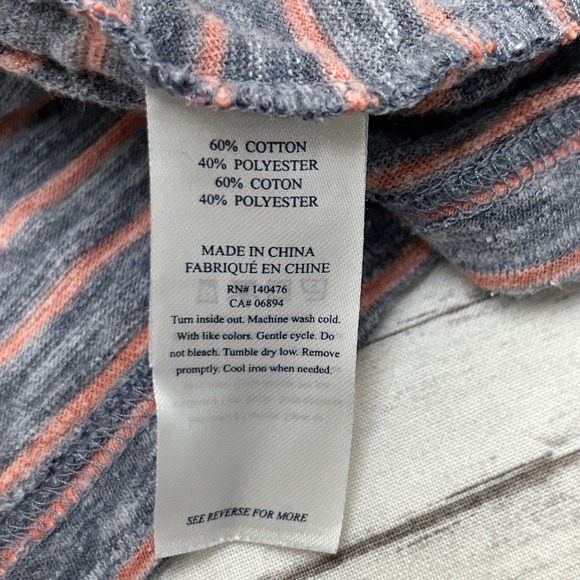 60% COTTON
40% POLYESTER
60% COTON
40% POLYESTER
MADE IN CHINA
FABRIQUÉ EN CHINE
RN# 140476
CA# 06894
Turn inside out. Machine wash cold.
With like colors. Gentle cycle. Do
not bleach. Tumble dry low. Remove
promptly. Cool iron when needed.
SEE REVERSE FOR MORE